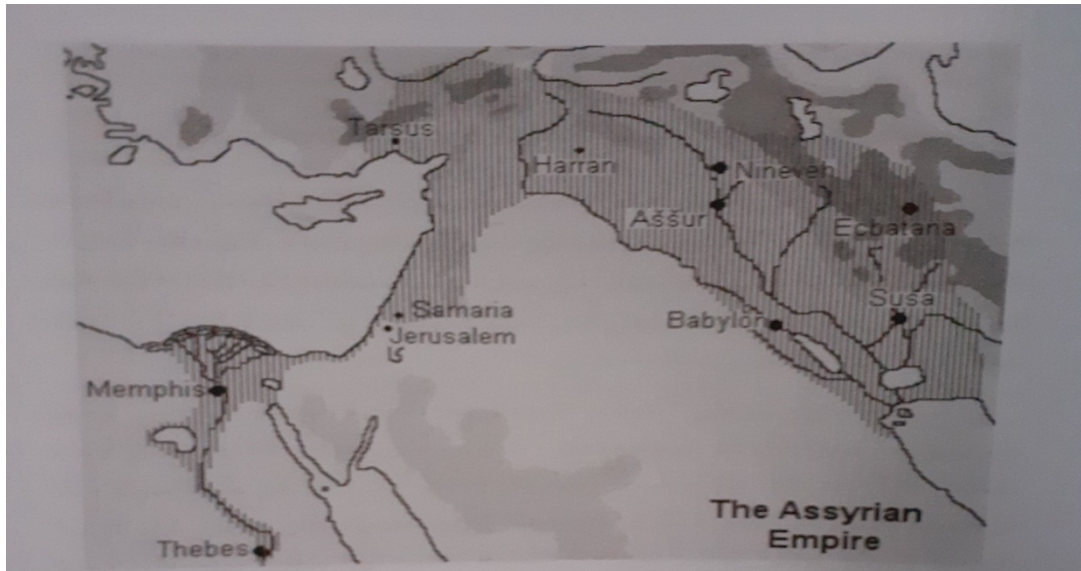 Tarsus
Harran
Nineveh
Aššur
Ecbatana
Samaria
Jerusalem
Susa
Babylon
Memphis
Thebes
The Assyrian
Empire